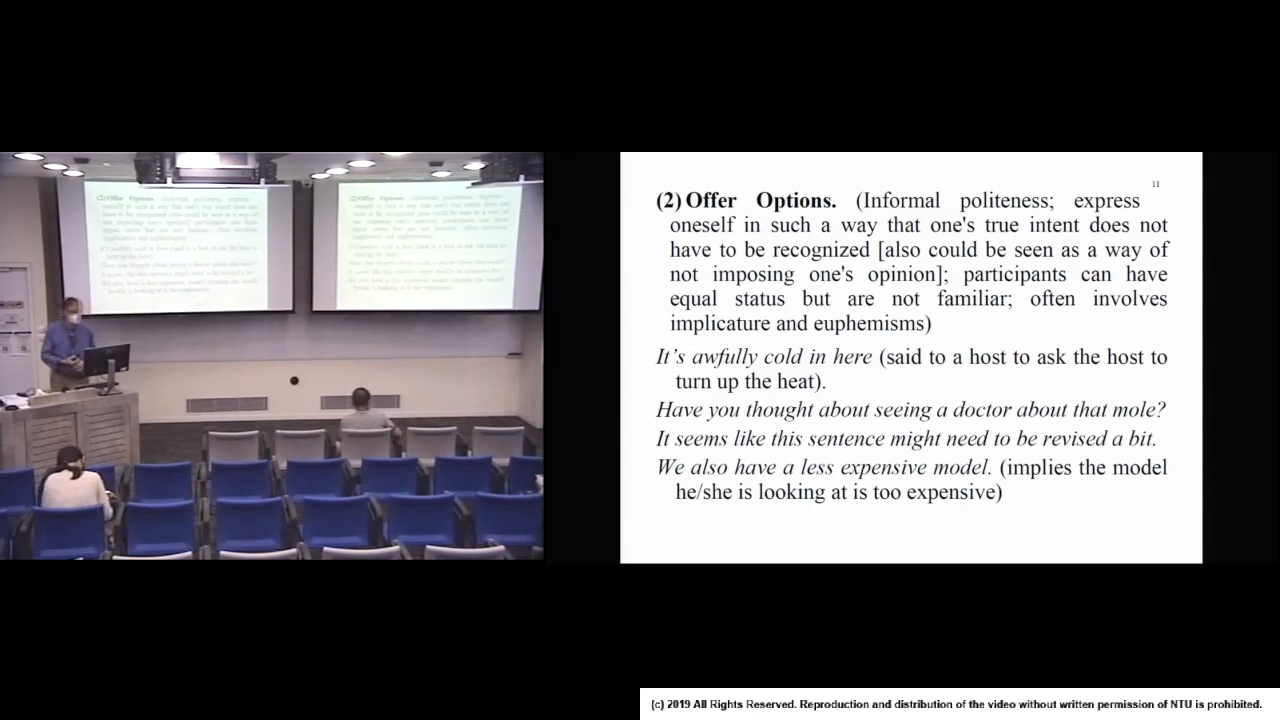 11
(2) Offer Options. (Informal politeness; express
oneself in such a way that one's true intent does not
have to be recognized [also could be seen as a way of
not imposing one's opinion]; participants can have
equal status but are not familiar; often involves
implicature and euphemisms)
It's awfully cold in here (said to a host to ask the host to
turn up the heat).
Have you thought about seeing a doctor about that mole?
It seems like this sentence might need to be revised a bit.
We also have a less expensive model. (implies the model
he/she is looking at is too expensive)
(c) 2019 All Rights Reserved. Reproduction and distribution of the video without written permission of NTU is prohibited.